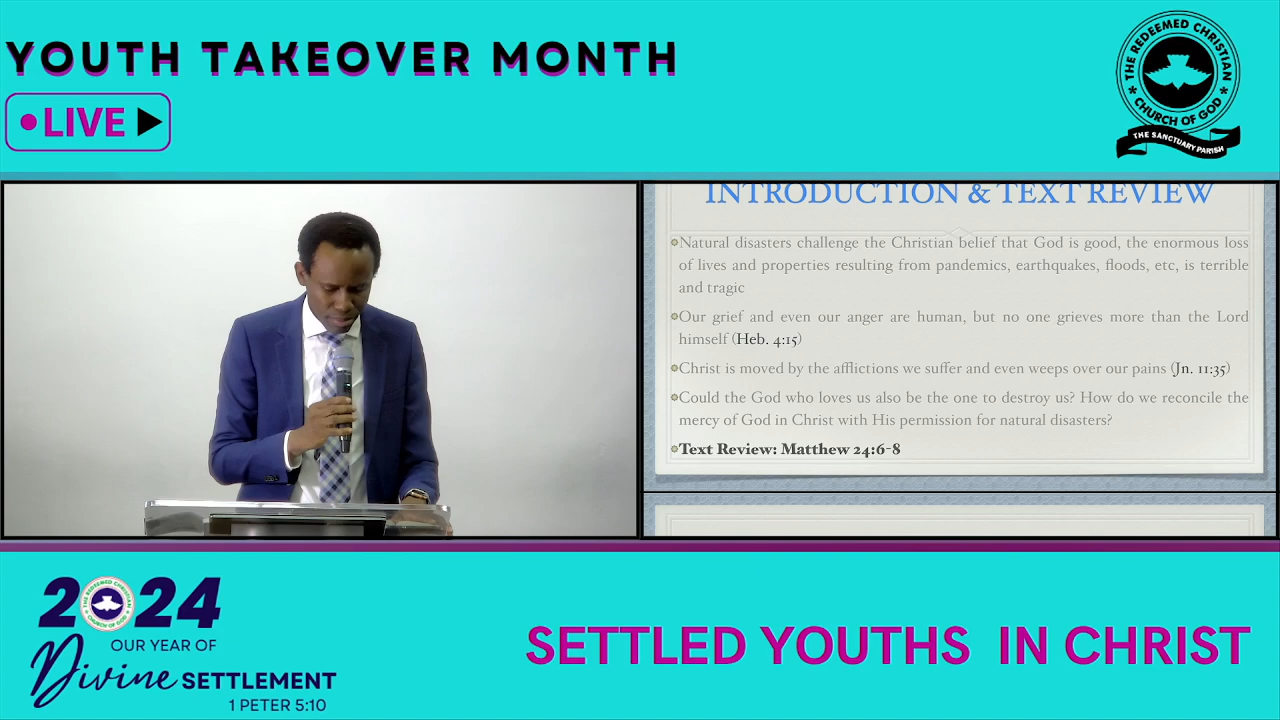 YOUTH TAKEOVER MONTH
LIVE
THE REDEEMED CHRISTIAN
CHURCH OF GOD
THE SANCTUARY PARISH
INTRODUCTION & TEXT REVIEW
Natural disasters challenge the Christian belief that God is good, the enormous loss
of lives and properties resulting from pandemics, earthquakes, floods, etc, is terrible
and tragic
Our grief and even our anger are human, but no one grieves more than the Lord
himself (Heb. 4:15)
Christ is moved by the afflictions we suffer and even weeps over our pains (Jn. 11:35)
Could the God who loves us also be the one to destroy us? How do we reconcile the
mercy of God in Christ with His permission for natural disasters?
Text Review: Matthew 24:6-8
2024
THE REDEEMED CHRISTIAN
CHURCH OF GOD
OUR YEAR OF
Divine SETTLEMENT
1 PETER 5:10
SETTLED YOUTHS IN CHRIST